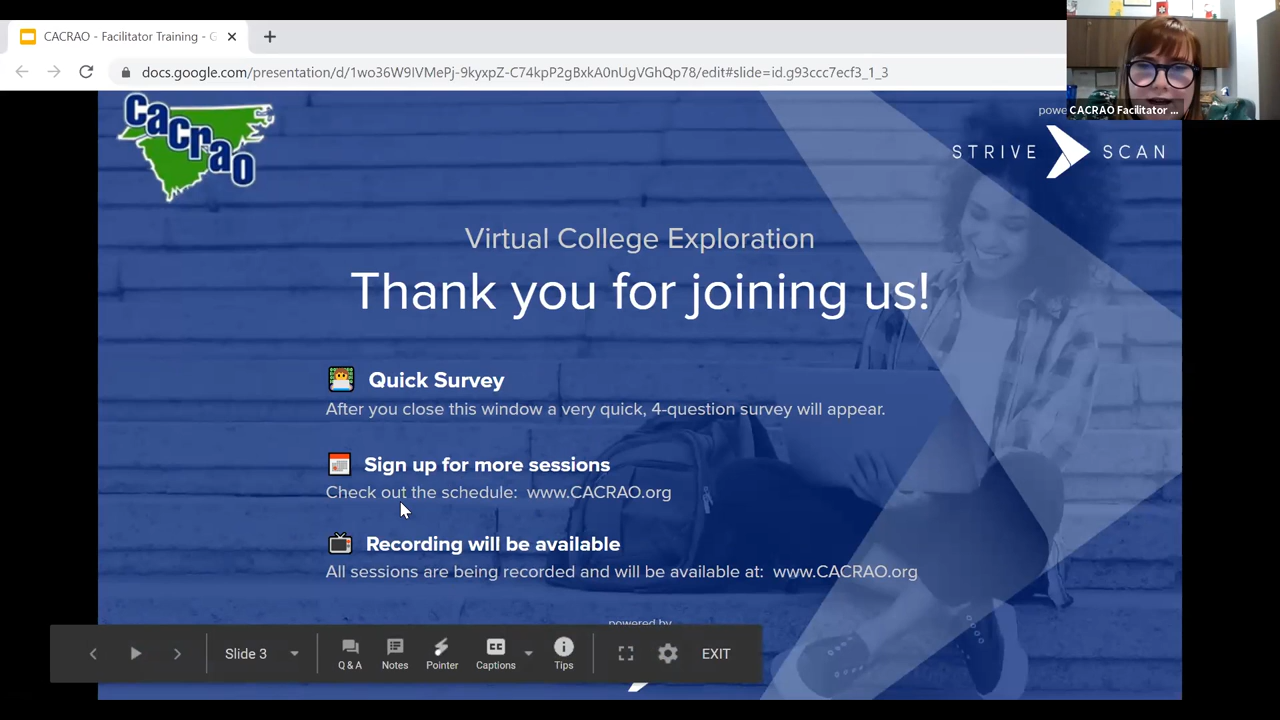 CACRAO - Facilitator Training - G
docs.google.com/presentation/d/1wn36W9IVMePj-9kyxpZ-C74kpP2gBxkA0nUgVGhQp78/edit#slide=id.g93ccc7ecf3_1_3
CACRAO Facilitator ...
CACRAO
STRIVE SCAN
Virtual College Exploration
Thank you for joining us!
Quick Survey
After you close this window a very quick, 4-question survey will appear.
Sign up for more sessions
Check out the schedule: www.CACRAO.org
Recording will be available
All sessions are being recorded and will be available at: www.CACRAO.org
powered by
Slide 3
Q & A
Notes
Pointer
CC
Captions
Tips
EXIT